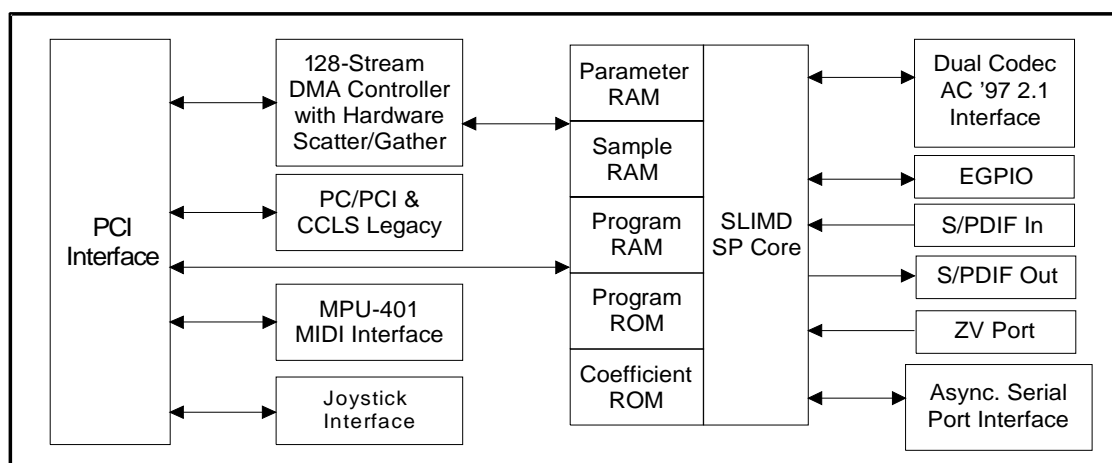 PCI
Interface
128-Stream
DMA Controller
with Hardware
Scatter/Gather
PC/PCI &
CCLS Legacy
MPU-401
MIDI Interface
Joystick
Interface
Parameter
RAM
Sample
RAM
Program
RAM
Program
ROM
Coefficient
ROM
SLIMD
SP Core
Dual Codec
AC '97 2.1
Interface
EGPIO
S/PDIF In
S/PDIF Out
ZV Port
Async. Serial
Port Interface